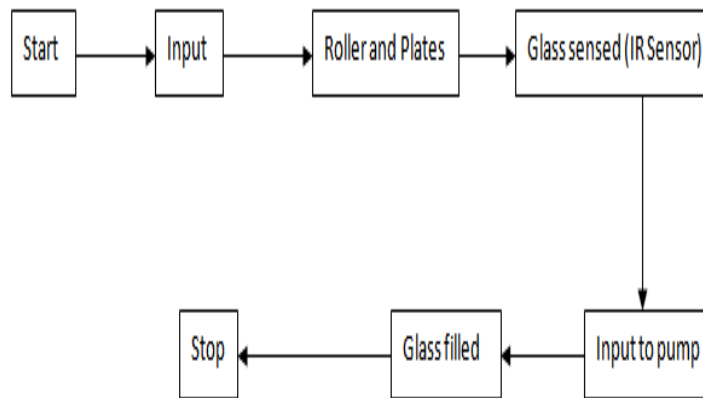 Start
Input
Roller and Plates
Glass sensed (IR Sensor)
Input to pump
Glass filled
Stop